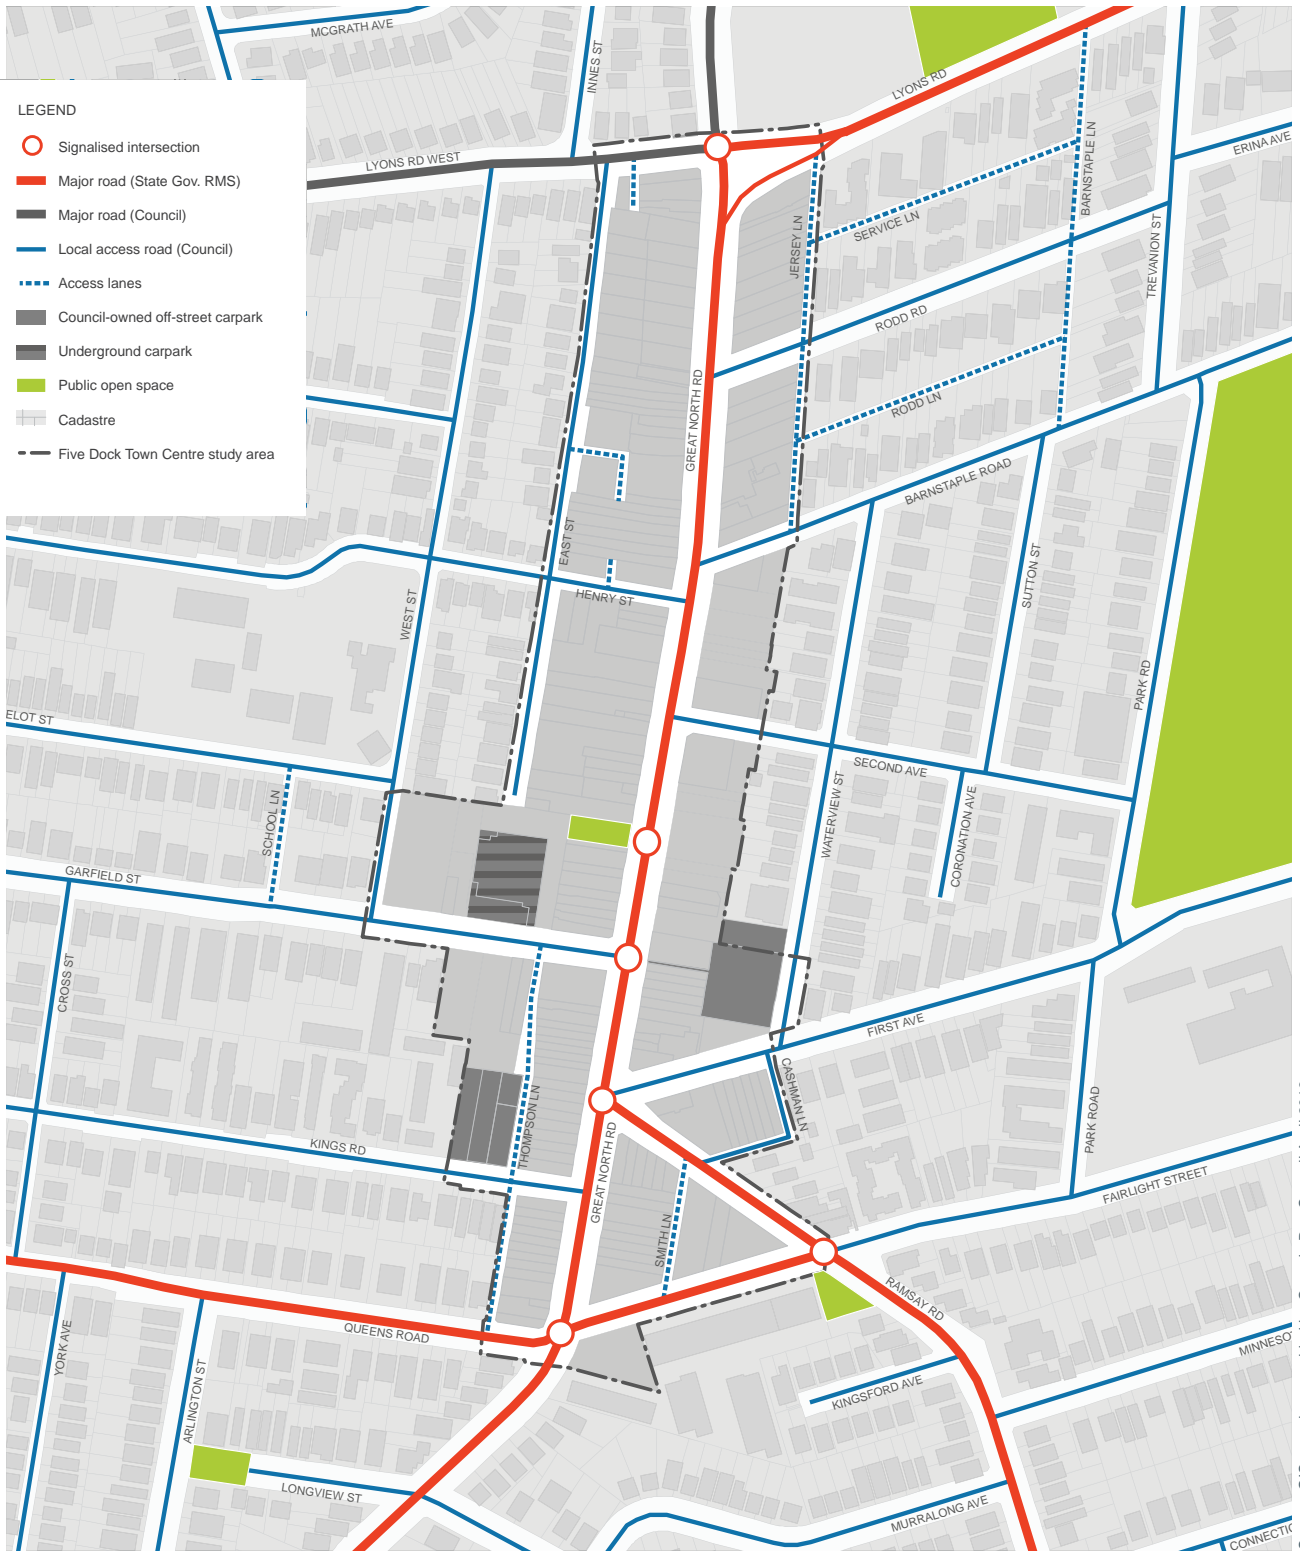 MCGRATH AVE
INNES ST
LYONS RD
LEGEND
Signalised intersection
Major road (State Gov. RMS)
Major road (Council)
Local access road (Council)
Access lanes
Council-owned off-street carpark
Underground carpark
Public open space
Cadastre
Five Dock Town Centre study area
LYONS RD WEST
BARNSTAPLE LN
ERINA AVE
SERVICE LN
JERSEY LN
TREVANION ST
RODD RD
GREAT NORTH RD
RODD LN
BARNSTAPLE ROAD
EAST ST
HENRY ST
WEST ST
SUTTON ST
PARK RD
ELOT ST
SECOND AVE
SCHOOL LN
WATERVIEW ST
CORONATION AVE
GARFIELD ST
CROSS ST
FIRST AVE
CASHMAN LN
THOMPSON LN
KINGS RD
GREAT NORTH RD
PARK ROAD
FAIRLIGHT STREET
SMITH LN
RAMSAY RD
QUEENS ROAD
YORK AVE
ARLINGTON ST
MINNESO
KINGSFORD AVE
LONGVIEW ST
MURRALONG AVE
CONNECTIC